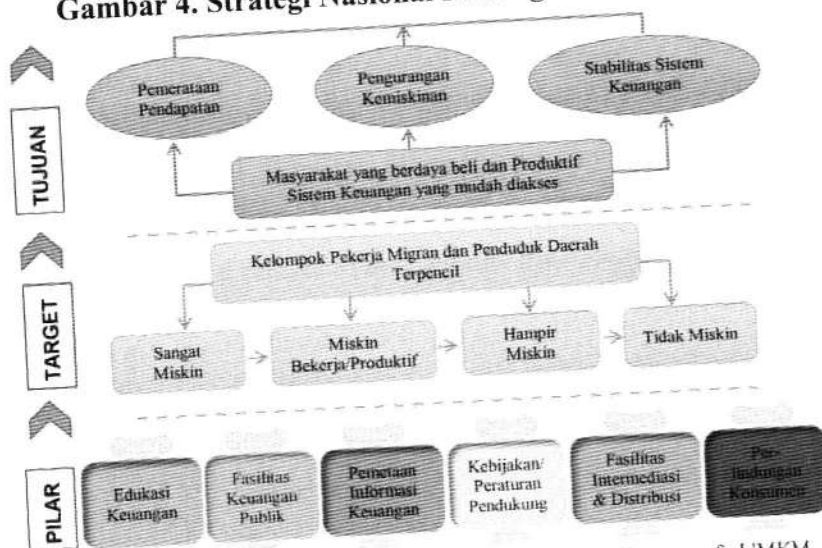 Gambar 4. Strategi Nasional
TUJUAN
Pemerataan
Pendapatan
Pengurangan
Kemiskinan
Stabilitas Sistem
Keuangan
Masyarakat yang berdaya beli dan Produktif
Sistem Keuangan yang mudah diakses
TARGET
Kelompok Pekerja Migran dan Penduduk Daerah
Terpencil
Sangat
Miskin
Miskin
Bekerja/Produktif
Hampir
Miskin
Tidak Miskin
PILAR
Edukasi
Keuangan
Fasilitas
Keuangan
Publik
Pemetaan
Informasi
Keuangan
Kebijakan/
Peraturan
Pendukung
Fasilitas
Intermediasi
& Distribusi
Per-
lindungan
Konsumen
UMKM